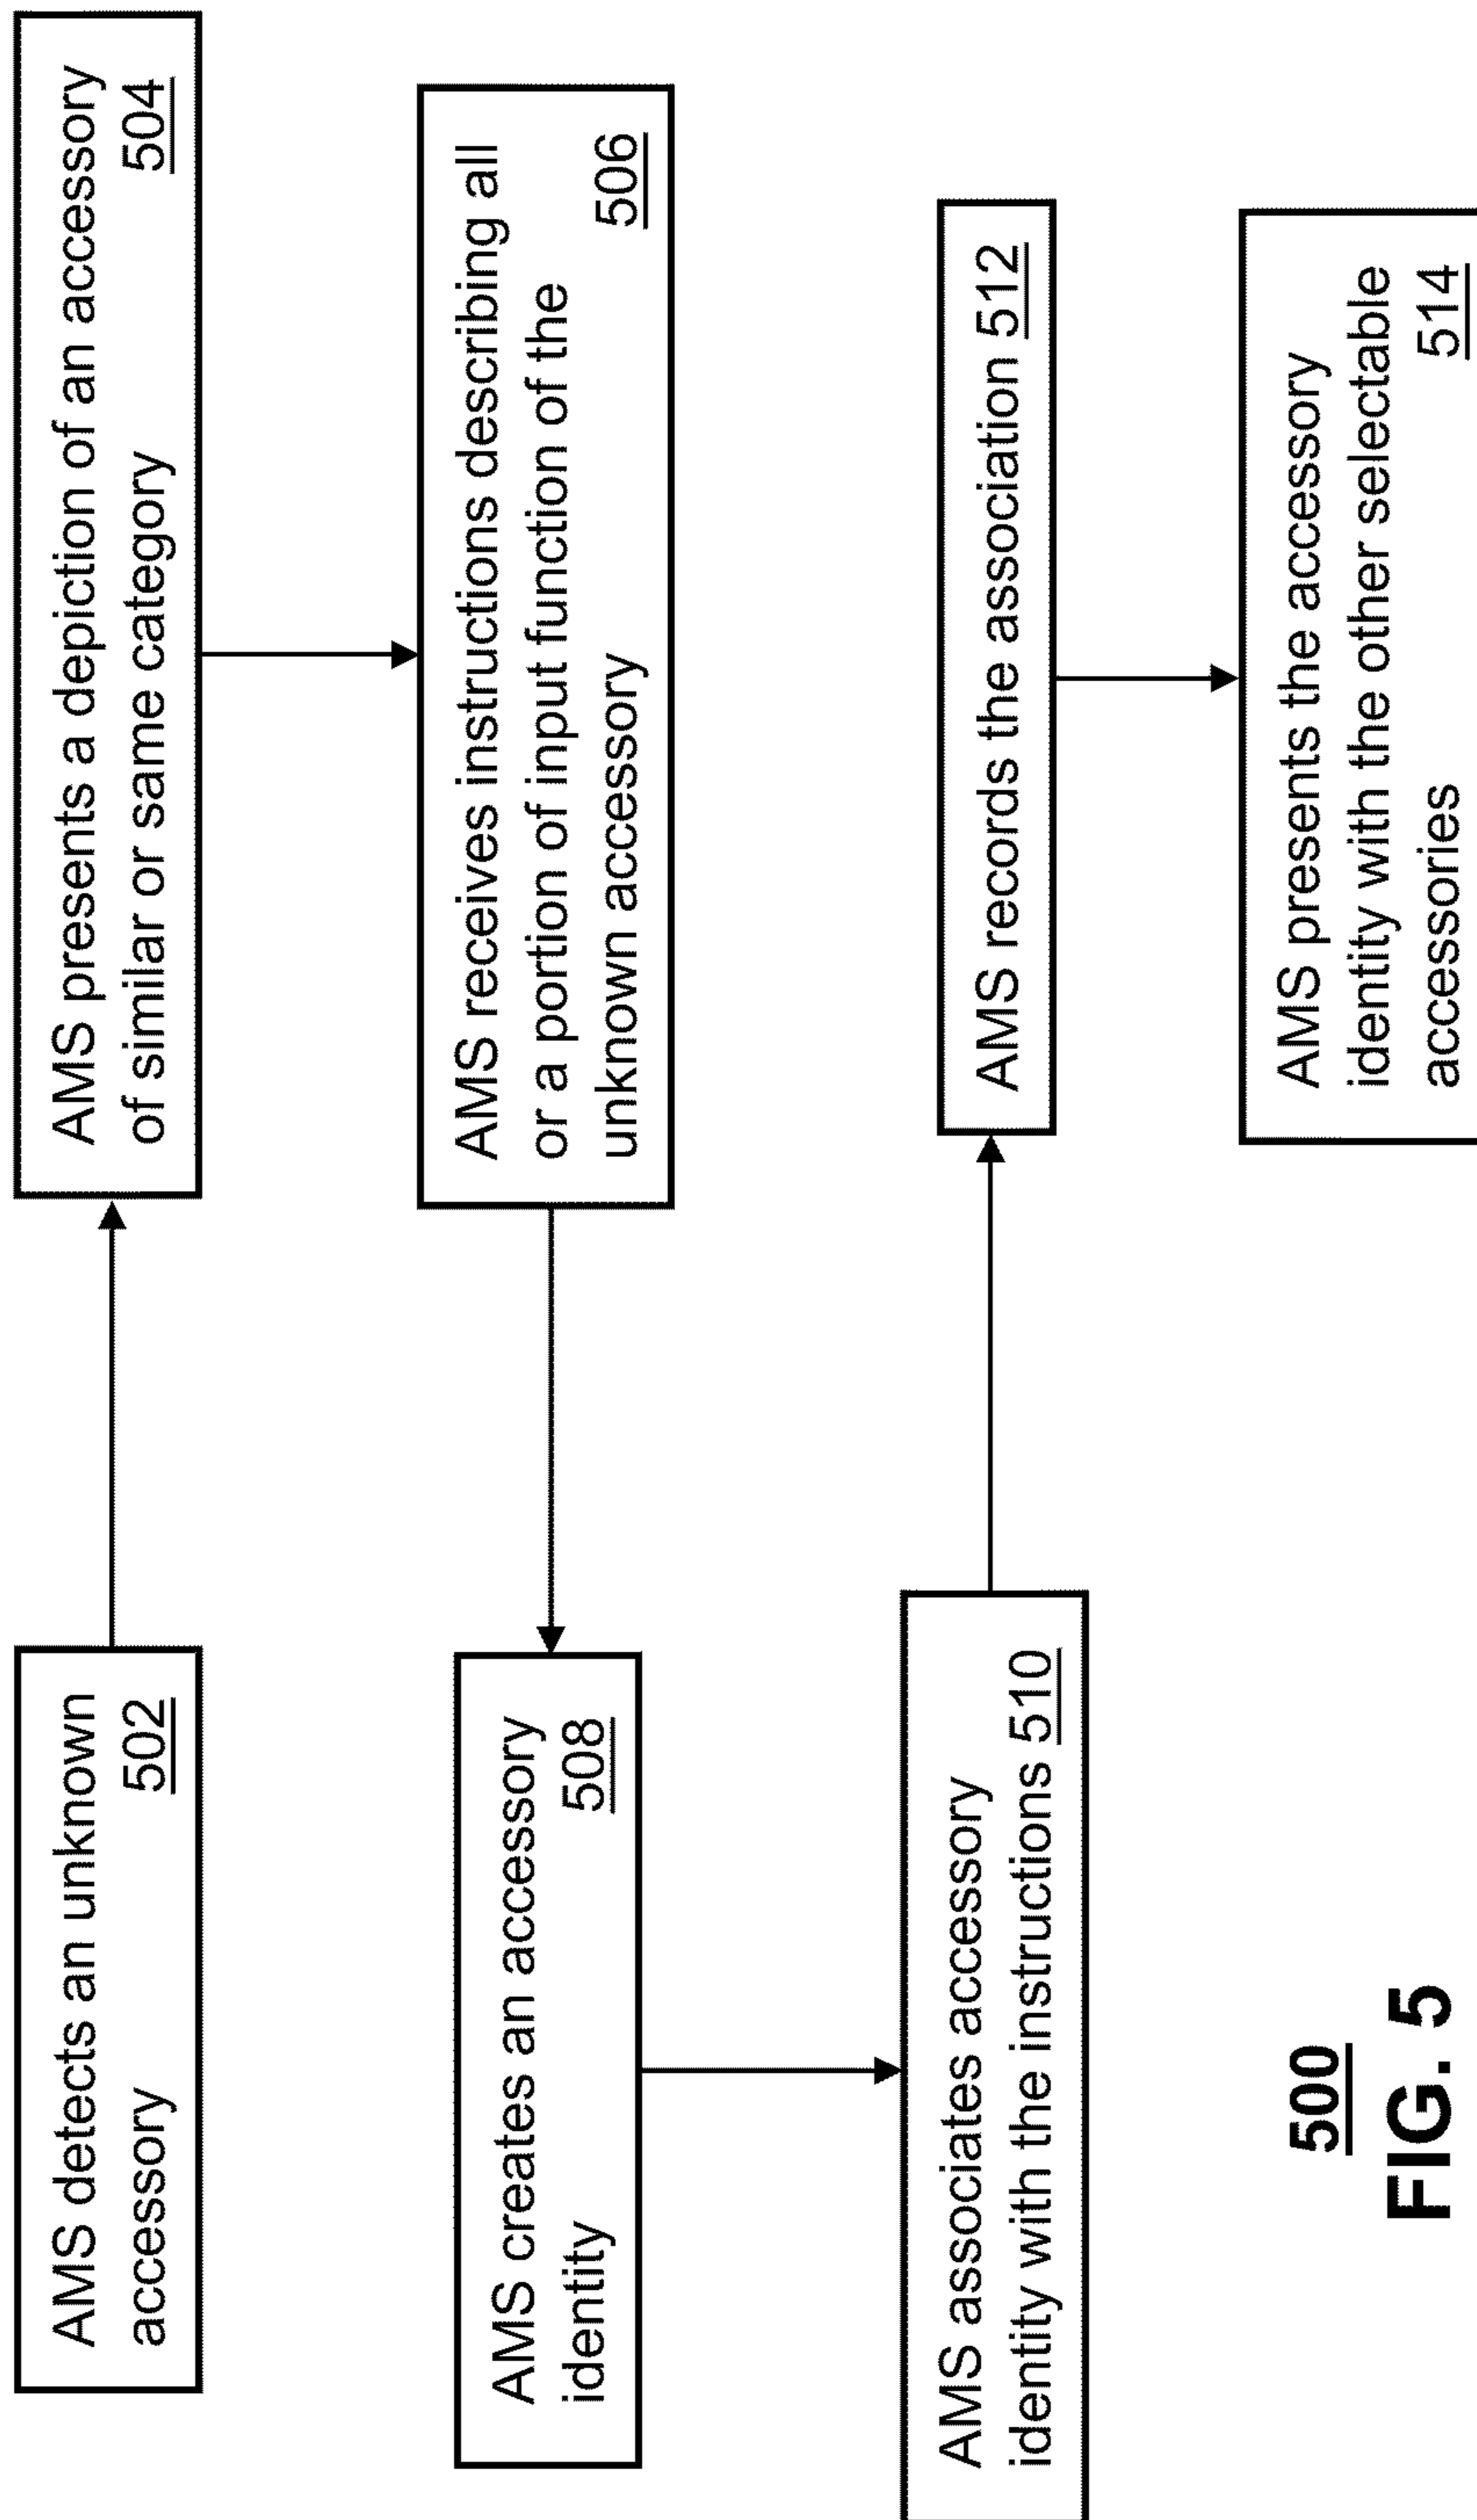 AMS detects an unknown
accessory
502
AMS presents a depiction of an accessory
of similar or same category
504
AMS receives instructions describing all
or a portion of input function of the
unknown accessory
506
AMS creates an accessory
identity
508
AMS associates accessory
identity with the instructions 510
AMS records the association 512
AMS presents the accessory
identity with the other selectable
accessories
514
500
FIG. 5